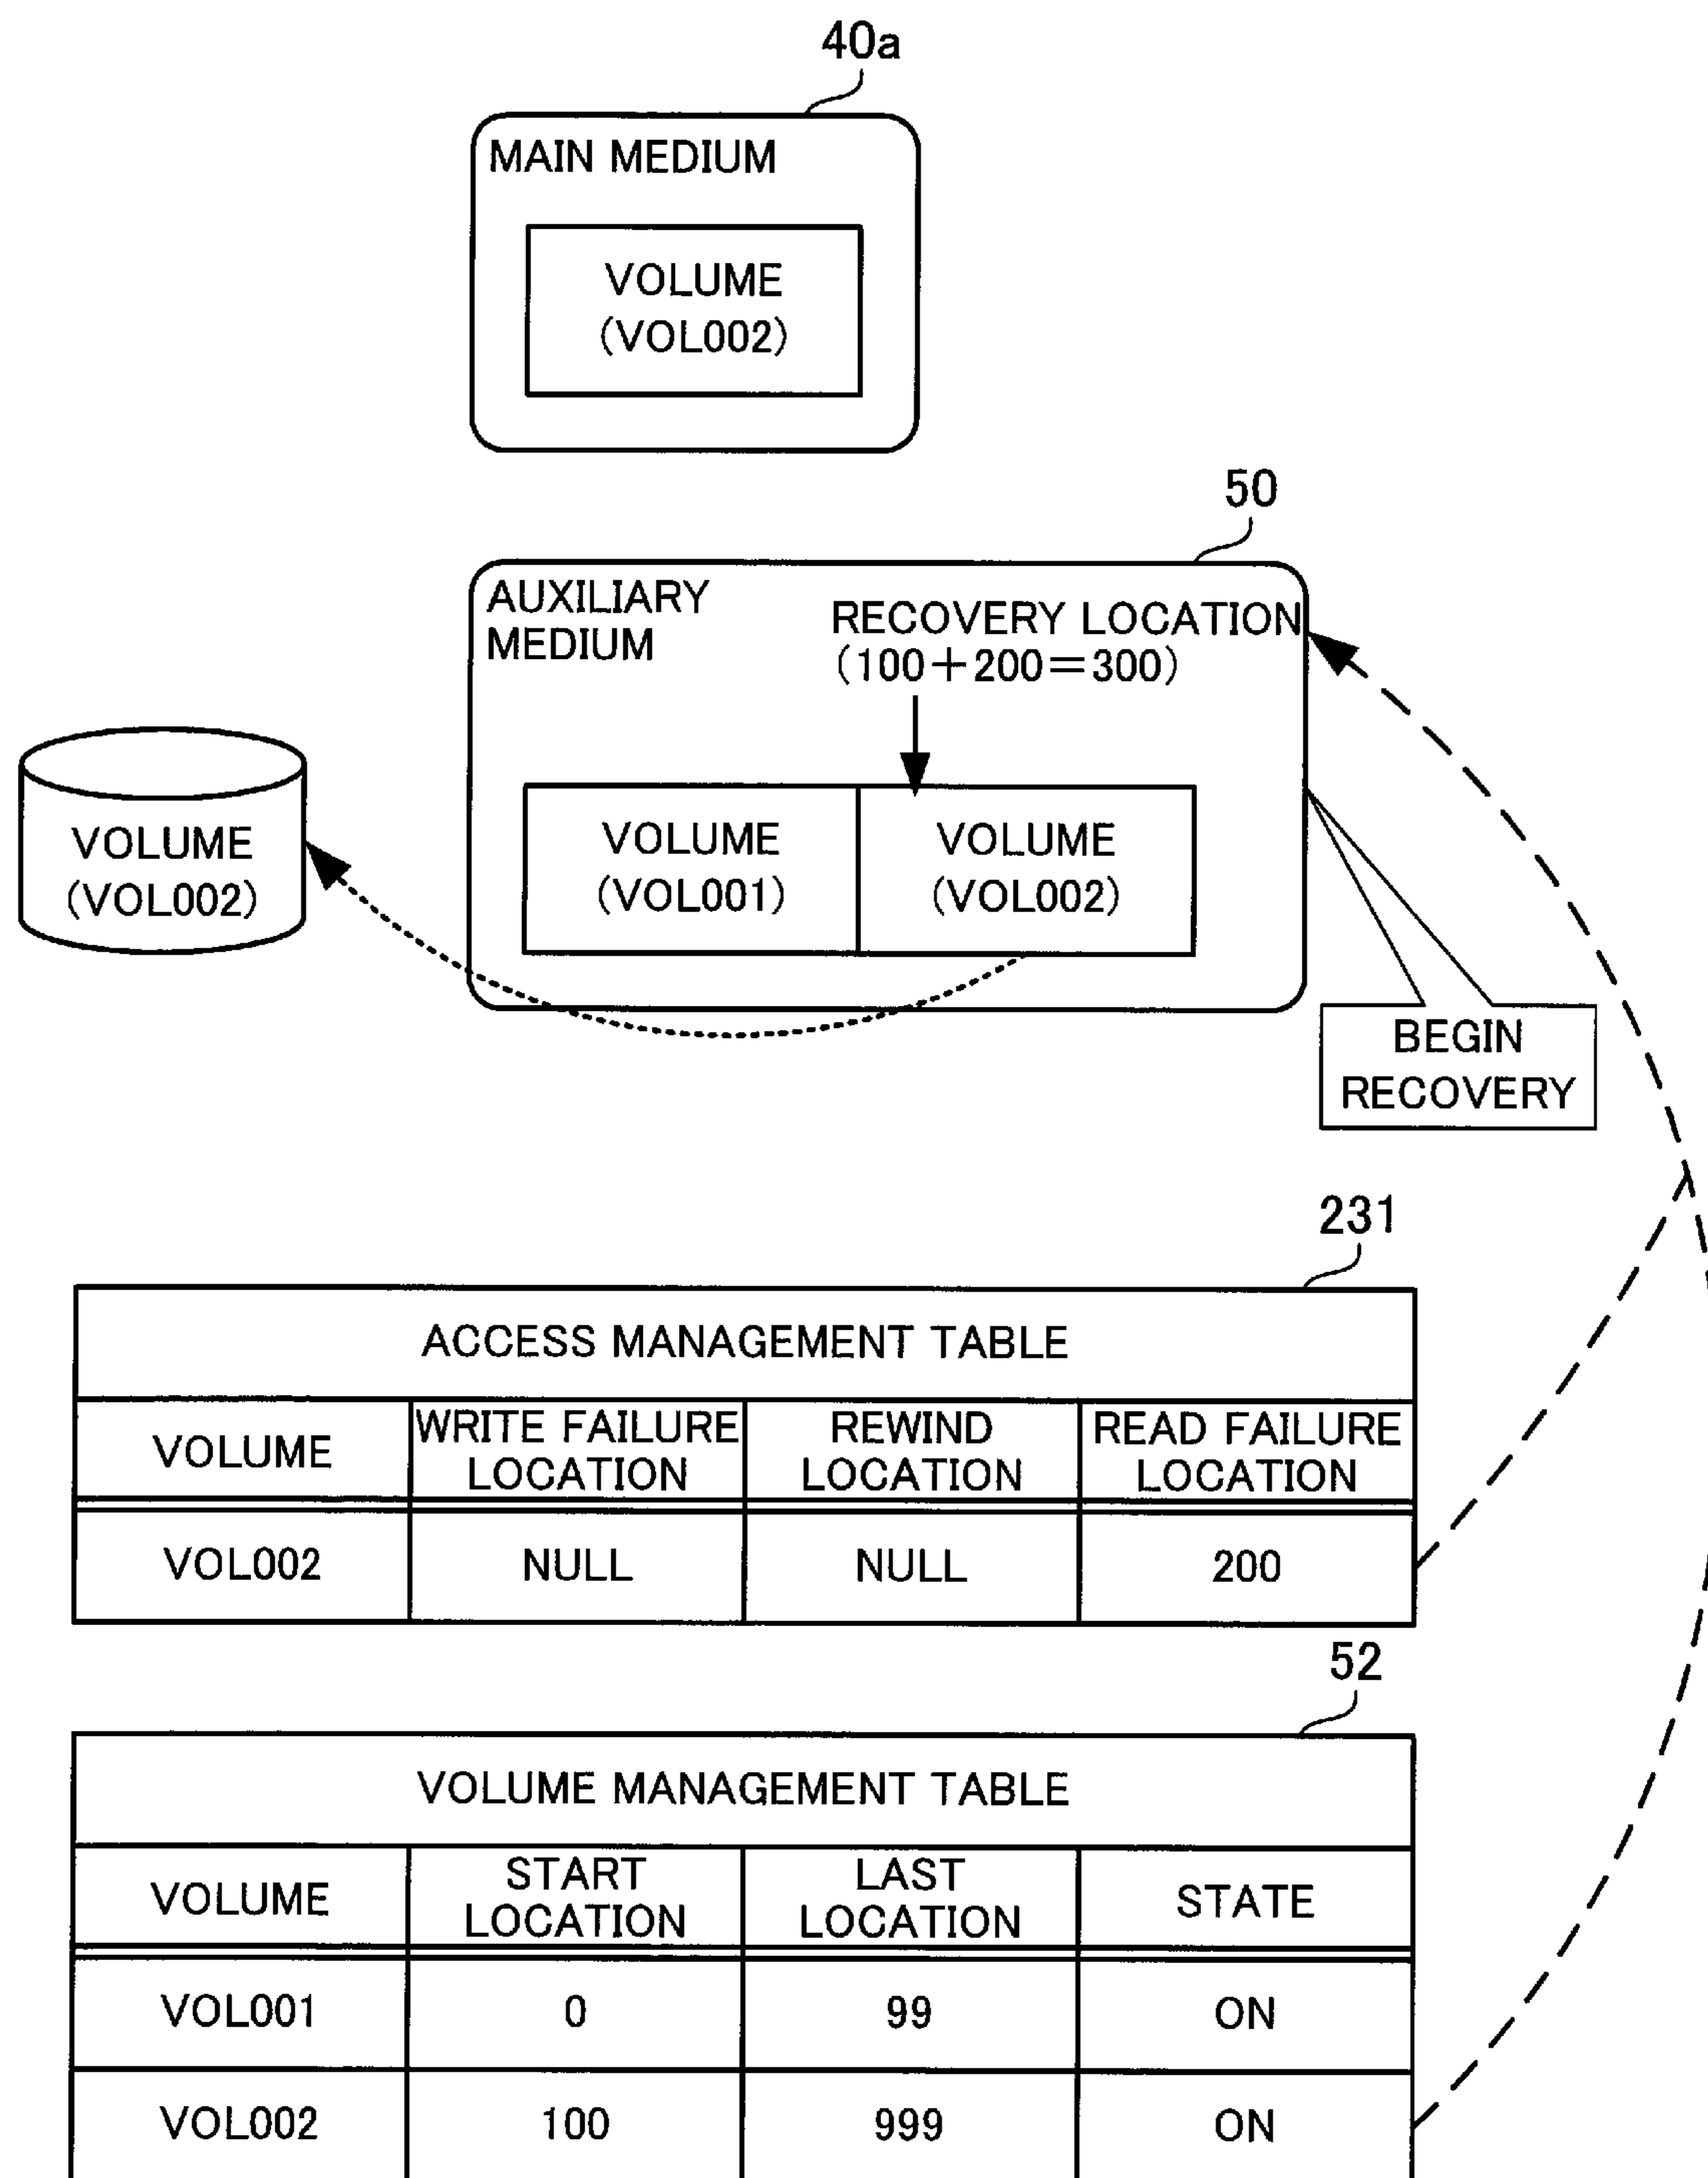 40a
MAIN MEDIUM
VOLUME
(VOL002)
50
AUXILIARY
MEDIUM
RECOVERY LOCATION
(100+200=300)
VOLUME
(VOL002)
VOLUME
(VOL001)
VOLUME
(VOL002)
BEGIN
RECOVERY
231
ACCESS MANAGEMENT TABLE
VOLUME
WRITE FAILURE
LOCATION
REWIND
LOCATION
READ FAILURE
LOCATION
VOL002 NULL NULL 200
52
VOLUME MANAGEMENT TABLE
VOLUME
START
LOCATION
LAST
LOCATION
STATE
VOL001 0 99 ON
VOL002 100 999 ON